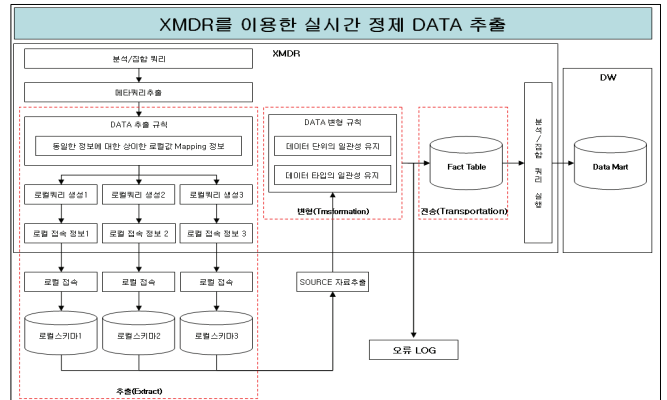 XMDR를 이용한 실시간 정제 DATA 추출
XMDR
분석/집합 쿼리
메타쿼리추출
DATA 추출 규칙
동일한 정보에 대한 상이한 로컬값 Mapping 정보
로컬쿼리 생성1
로컬쿼리 생성2
로컬쿼리 생성3
로컬 접속 정보1
로컬 접속 정보 2
로컬 접속 정보 3
로컬 접속
로컬 접속
로컬 접속
로컬스키마1
로컬스키마2
로컬스키마3
추출(Extract)
DATA 변형 규칙
데이터 단위의 일관성 유지
데이터 타입의 일관성 유지
변형(Trnsformation)
SOURCE 자료추출
Fact Table
전송(Transportation)
오류 LOG
분석/집합 쿼리 실행
DW
Data Mart